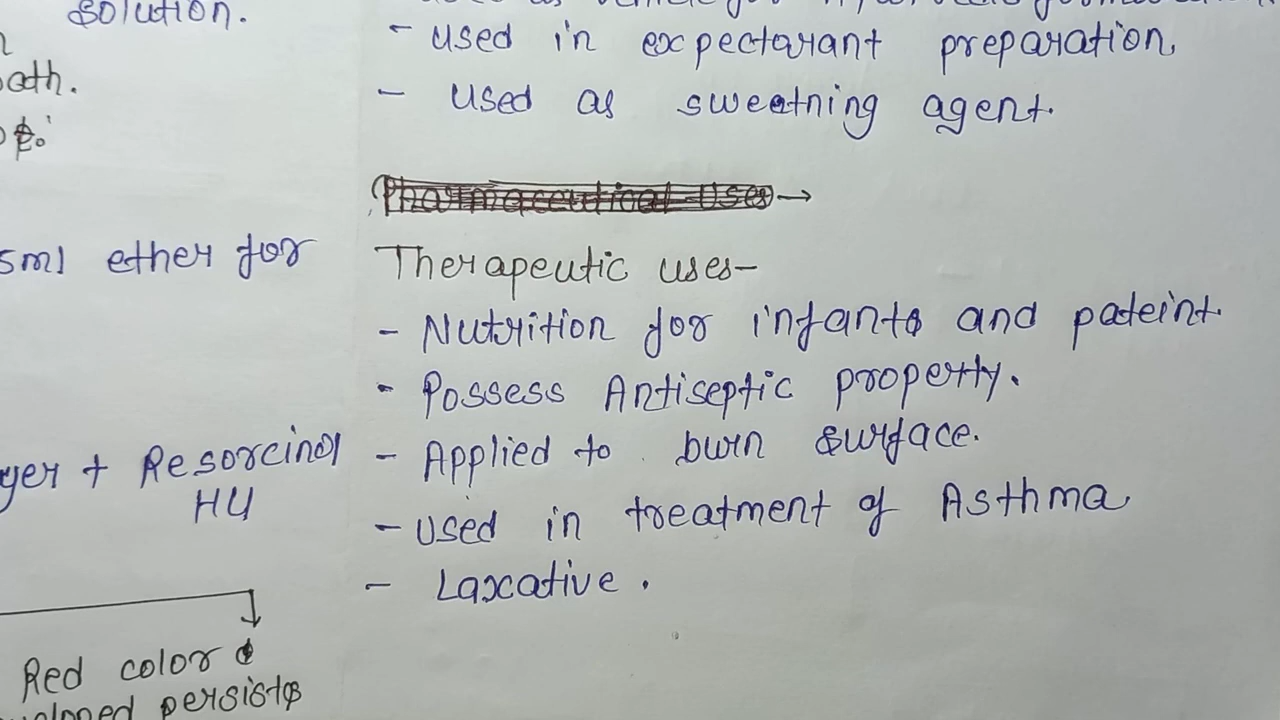 solution.
ath.
5ml ether for
yer + Resorcinol
HCl
Red color
persists
- used in expectarant preparation.
- used as sweetning agent.
Pharmaceutical uses →
Therapeutic uses-
- Nutrition for infants and pateint.
- Possess Antiseptic property.
- Applied to burn surface.
- used in treatment of Asthma
- Laxative.